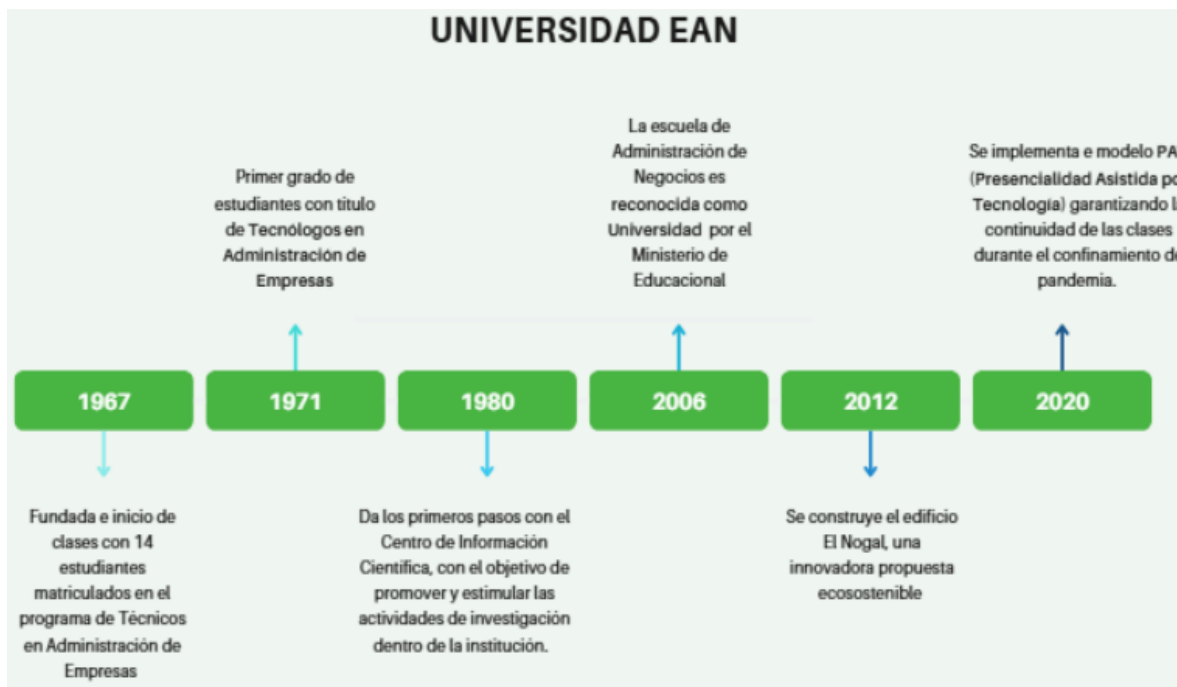 UNIVERSIDAD EAN
Primer grado de
estudiantes con titulo
de Tecnólogos en
Administración de
Empresas
La escuela de
Administración de
Negocios es
reconocida como
Universidad por el
Ministerio de
Educacional
Se implementa e modelo PA
(Presencialidad Asistida po
Tecnología) garantizando l
continuidad de las clases
durante el confinamiento d
pandemia.
1967
1971
1980
2006
2012
2020
Fundada e inicio de
clases con 14
estudiantes
matriculados en el
programa de Técnicos
en Administración de
Empresas
Da los primeros pasos con el
Centro de Información
Científica, con el objetivo de
promover y estimular las
actividades de investigación
dentro de la institución.
Se construye el edificio
El Nogal, una
innovadora propuesta
ecosostenible